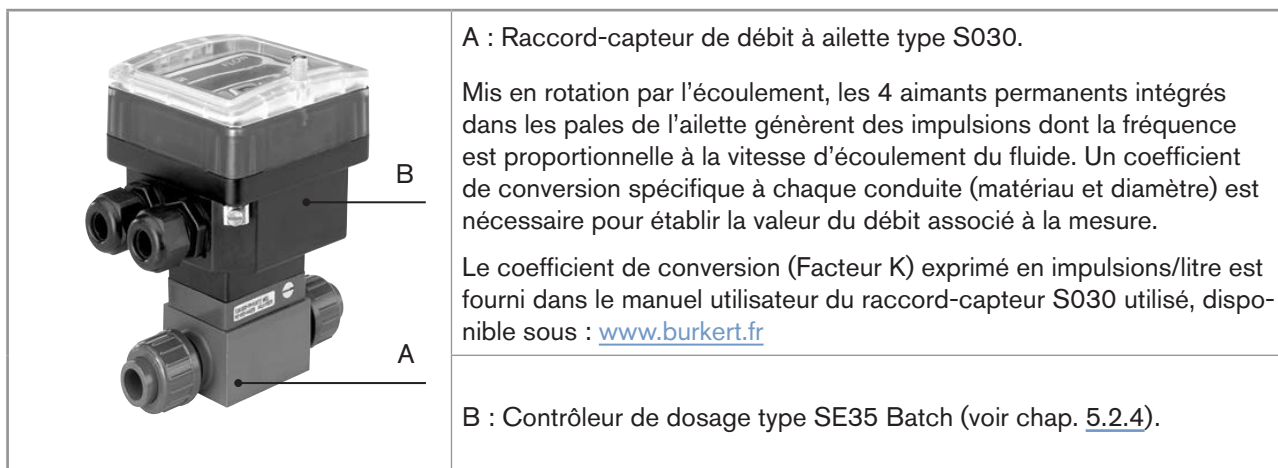 A : Raccord-capteur de débit à ailette type S030.
Mis en rotation par l'écoulement, les 4 aimants permanents intégrés
dans les pales de l'ailette génèrent des impulsions dont la fréquence
est proportionnelle à la vitesse d'écoulement du fluide. Un coefficient
de conversion spécifique à chaque conduite (matériau et diamètre) est
nécessaire pour établir la valeur du débit associé à la mesure.
Le coefficient de conversion (Facteur K) exprimé en impulsions/litre est
fourni dans le manuel utilisateur du raccord-capteur S030 utilisé, dispo-
nible sous : www.burkert.fr
B
A
B : Contrôleur de dosage type SE35 Batch (voir chap. 5.2.4).